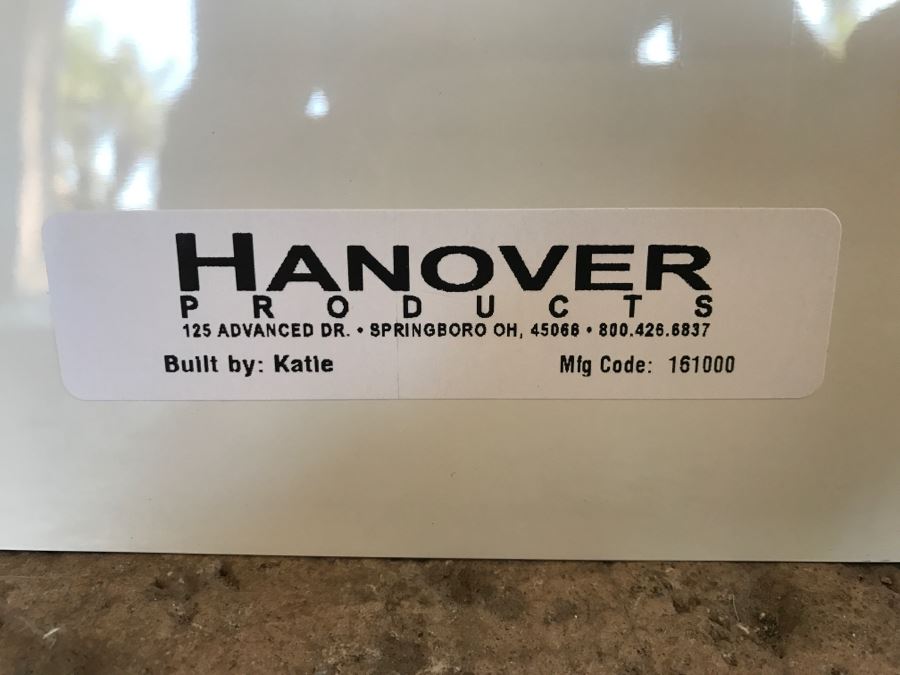 HANOVER
PRODUCTS
125 ADVANCED DR. • SPRINGBORO OH, 45066 • 800.426.6837
Built by: Katie
Mfg Code: 161000